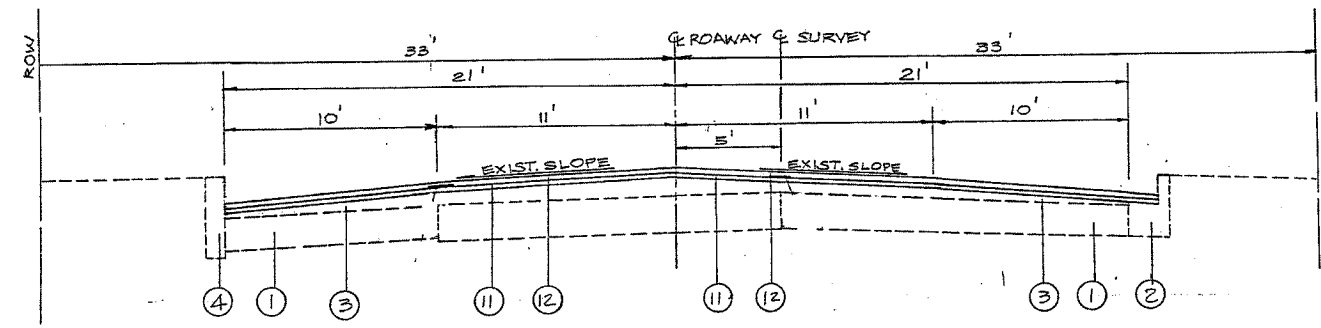 ROW
℄ ROAWAY ℄ SURVEY
33' 33'
21' 21'
10' 11' 11' 10'
5'
EXIST. SLOPE EXIST. SLOPE
4 1 3 11 12 11 12 3 1 2